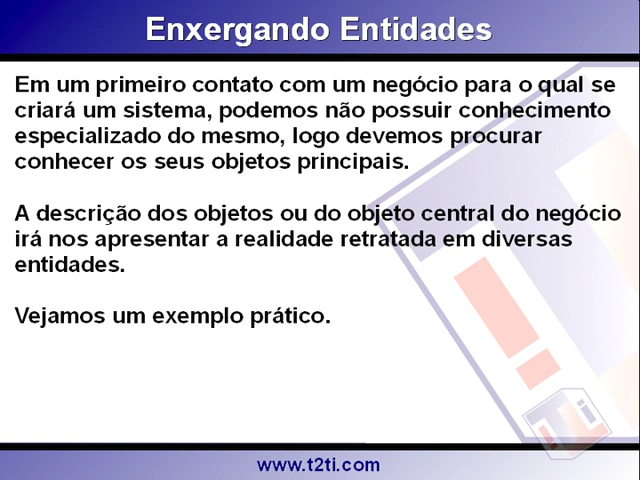 Enxergando Entidades
Em um primeiro contato com um negócio para o qual se
criará um sistema, podemos não possuir conhecimento
especializado do mesmo, logo devemos procurar
conhecer os seus objetos principais.
A descrição dos objetos ou do objeto central do negócio
irá nos apresentar a realidade retratada em diversas
entidades.
Vejamos um exemplo prático.
www.t2ti.com